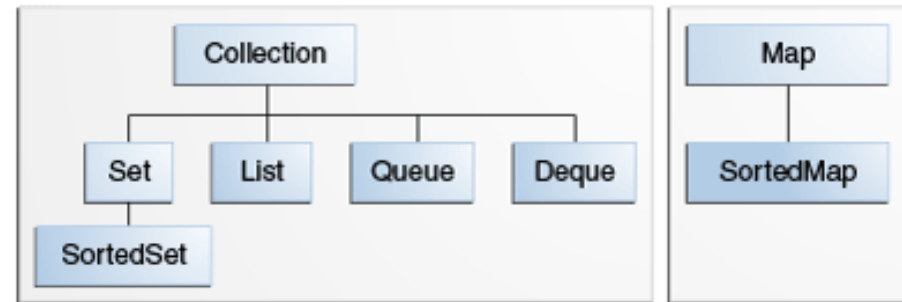 Collection
Map
Set
List
Queue
Deque
SortedMap
SortedSet